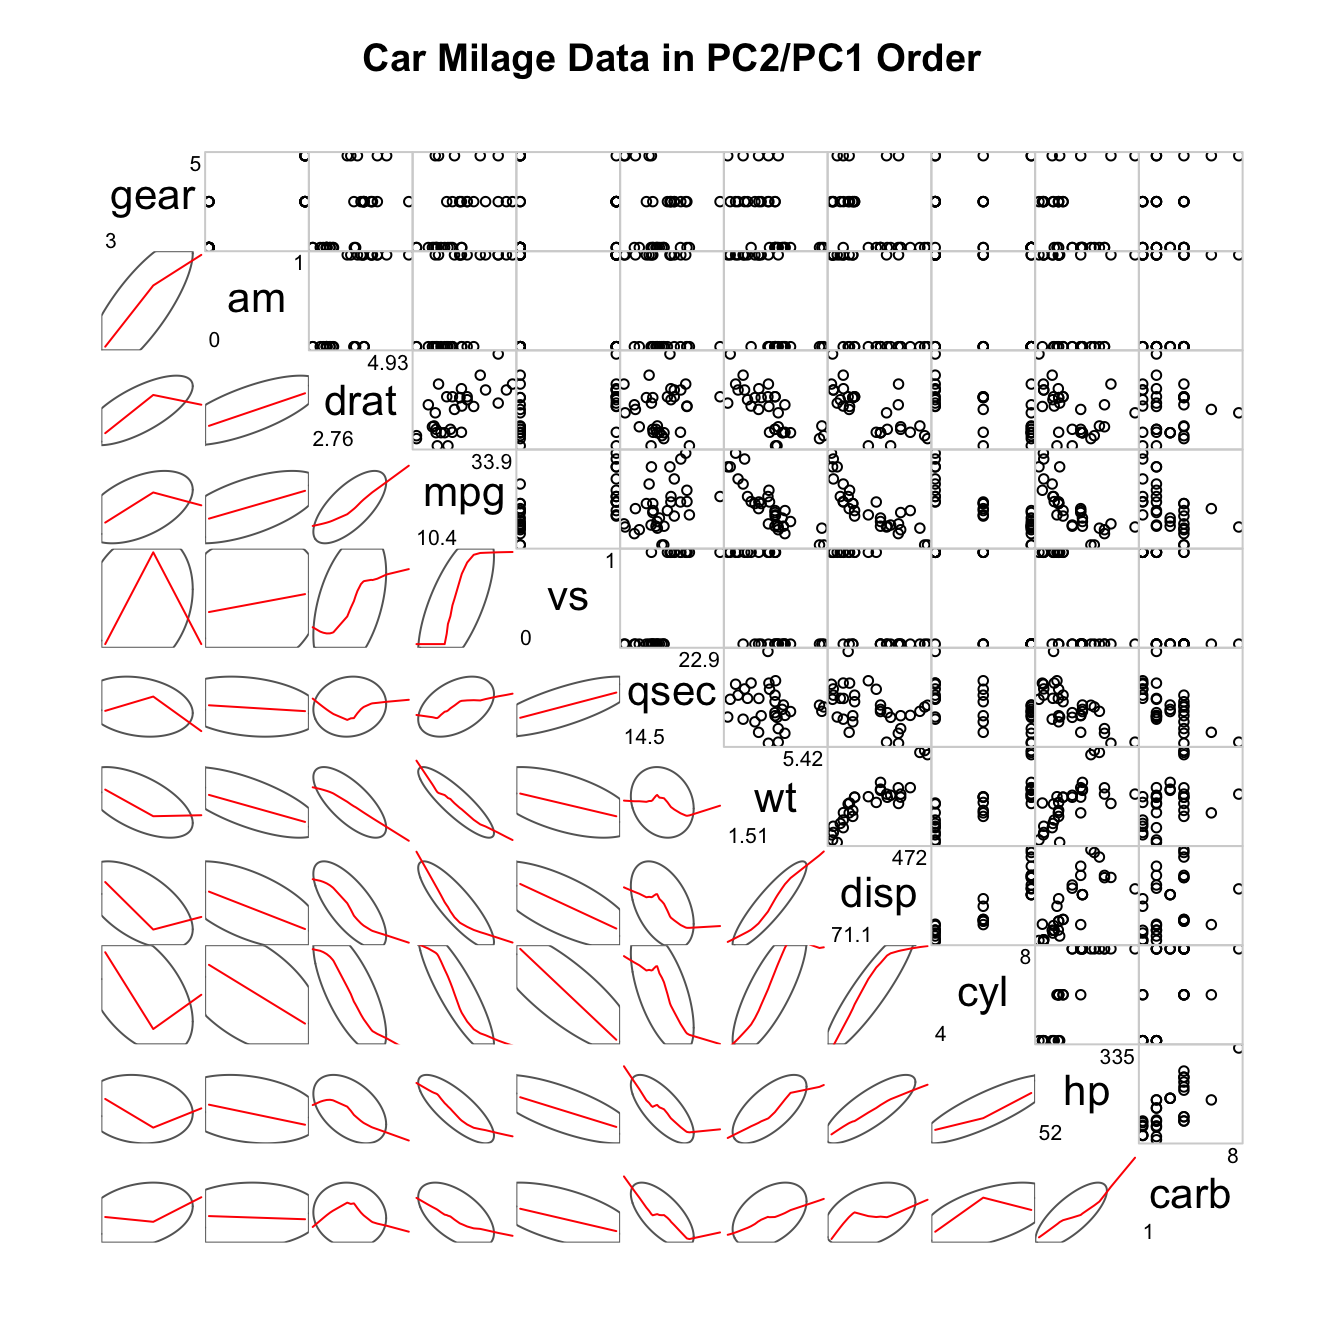 Car Milage Data in PC2/PC1 Order
5
gear
3
1
am
0
4.93
drat
2.76
33.9
mpg
10.4
1
vs
0
22.9
qsec
14.5
5.42
wt
1.51
472
disp
71.1
8
cyl
4
335
hp
52
8
carb
1